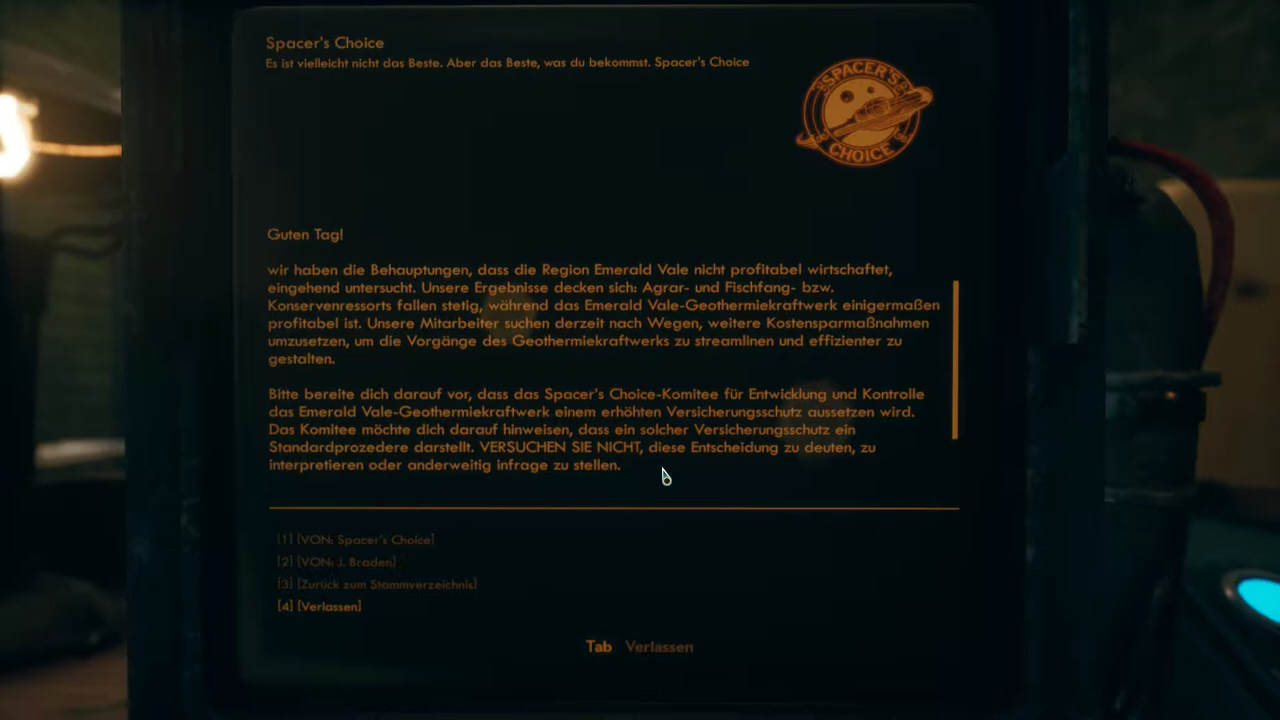 Spacer's Choice
Es ist vielleicht nicht das Beste. Aber das Beste, was du bekommst. Spacer's Choice
SPACER'S
CHOICE
Guten Tag!
wir haben die Behauptungen, dass die Region Emerald Vale nicht profitabel wirtschaftet,
eingehend untersucht. Unsere Ergebnisse decken sich: Agrar- und Fischfang- bzw.
Konservenressorts fallen stetig, während das Emerald Vale-Geothermiekraftwerk einigermaßen
profitabel ist. Unsere Mitarbeiter suchen derzeit nach Wegen, weitere Kostensparmaßnahmen
umzusetzen, um die Vorgänge des Geothermiekraftwerks zu streamlinen und effizienter zu
gestalten.
Bitte bereite dich darauf vor, dass das Spacer's Choice-Komitee für Entwicklung und Kontrolle
das Emerald Vale-Geothermiekraftwerk einem erhöhten Versicherungsschutz aussetzen wird.
Das Komitee möchte dich darauf hinweisen, dass ein solcher Versicherungsschutz ein
Standardprozedere darstellt. VERSUCHEN SIE NICHT, diese Entscheidung zu deuten, zu
interpretieren oder anderweitig infrage zu stellen.
[1] [VON: Spacer's Choice]
[2] [VON: J. Braden]
[3] [Zurück zum Stammverzeichnis]
[4] [Verlassen]
Tab Verlassen